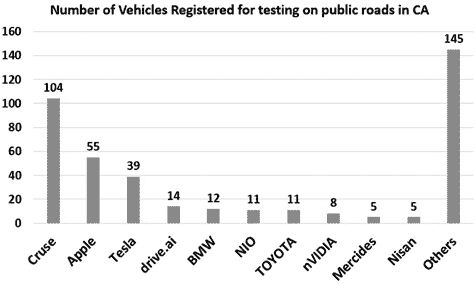 Number of Vehicles Registered for testing on public roads in CA
160
140
120
100
80
60
40
20
0
104
55
39
14
12
11
11
8
5
5
145
Cruse
Apple
Tesla
drive.ai
BMW
NIO
TOYOTA
nVIDIA
Mercides
Nisan
Others